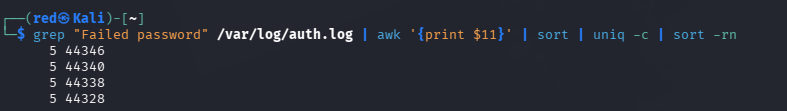 ┌──(red㉿Kali)-[~]
└─$ grep "Failed password" /var/log/auth.log | awk '{print $11}' | sort | uniq -c | sort -rn
5 44346
5 44340
5 44338
5 44328